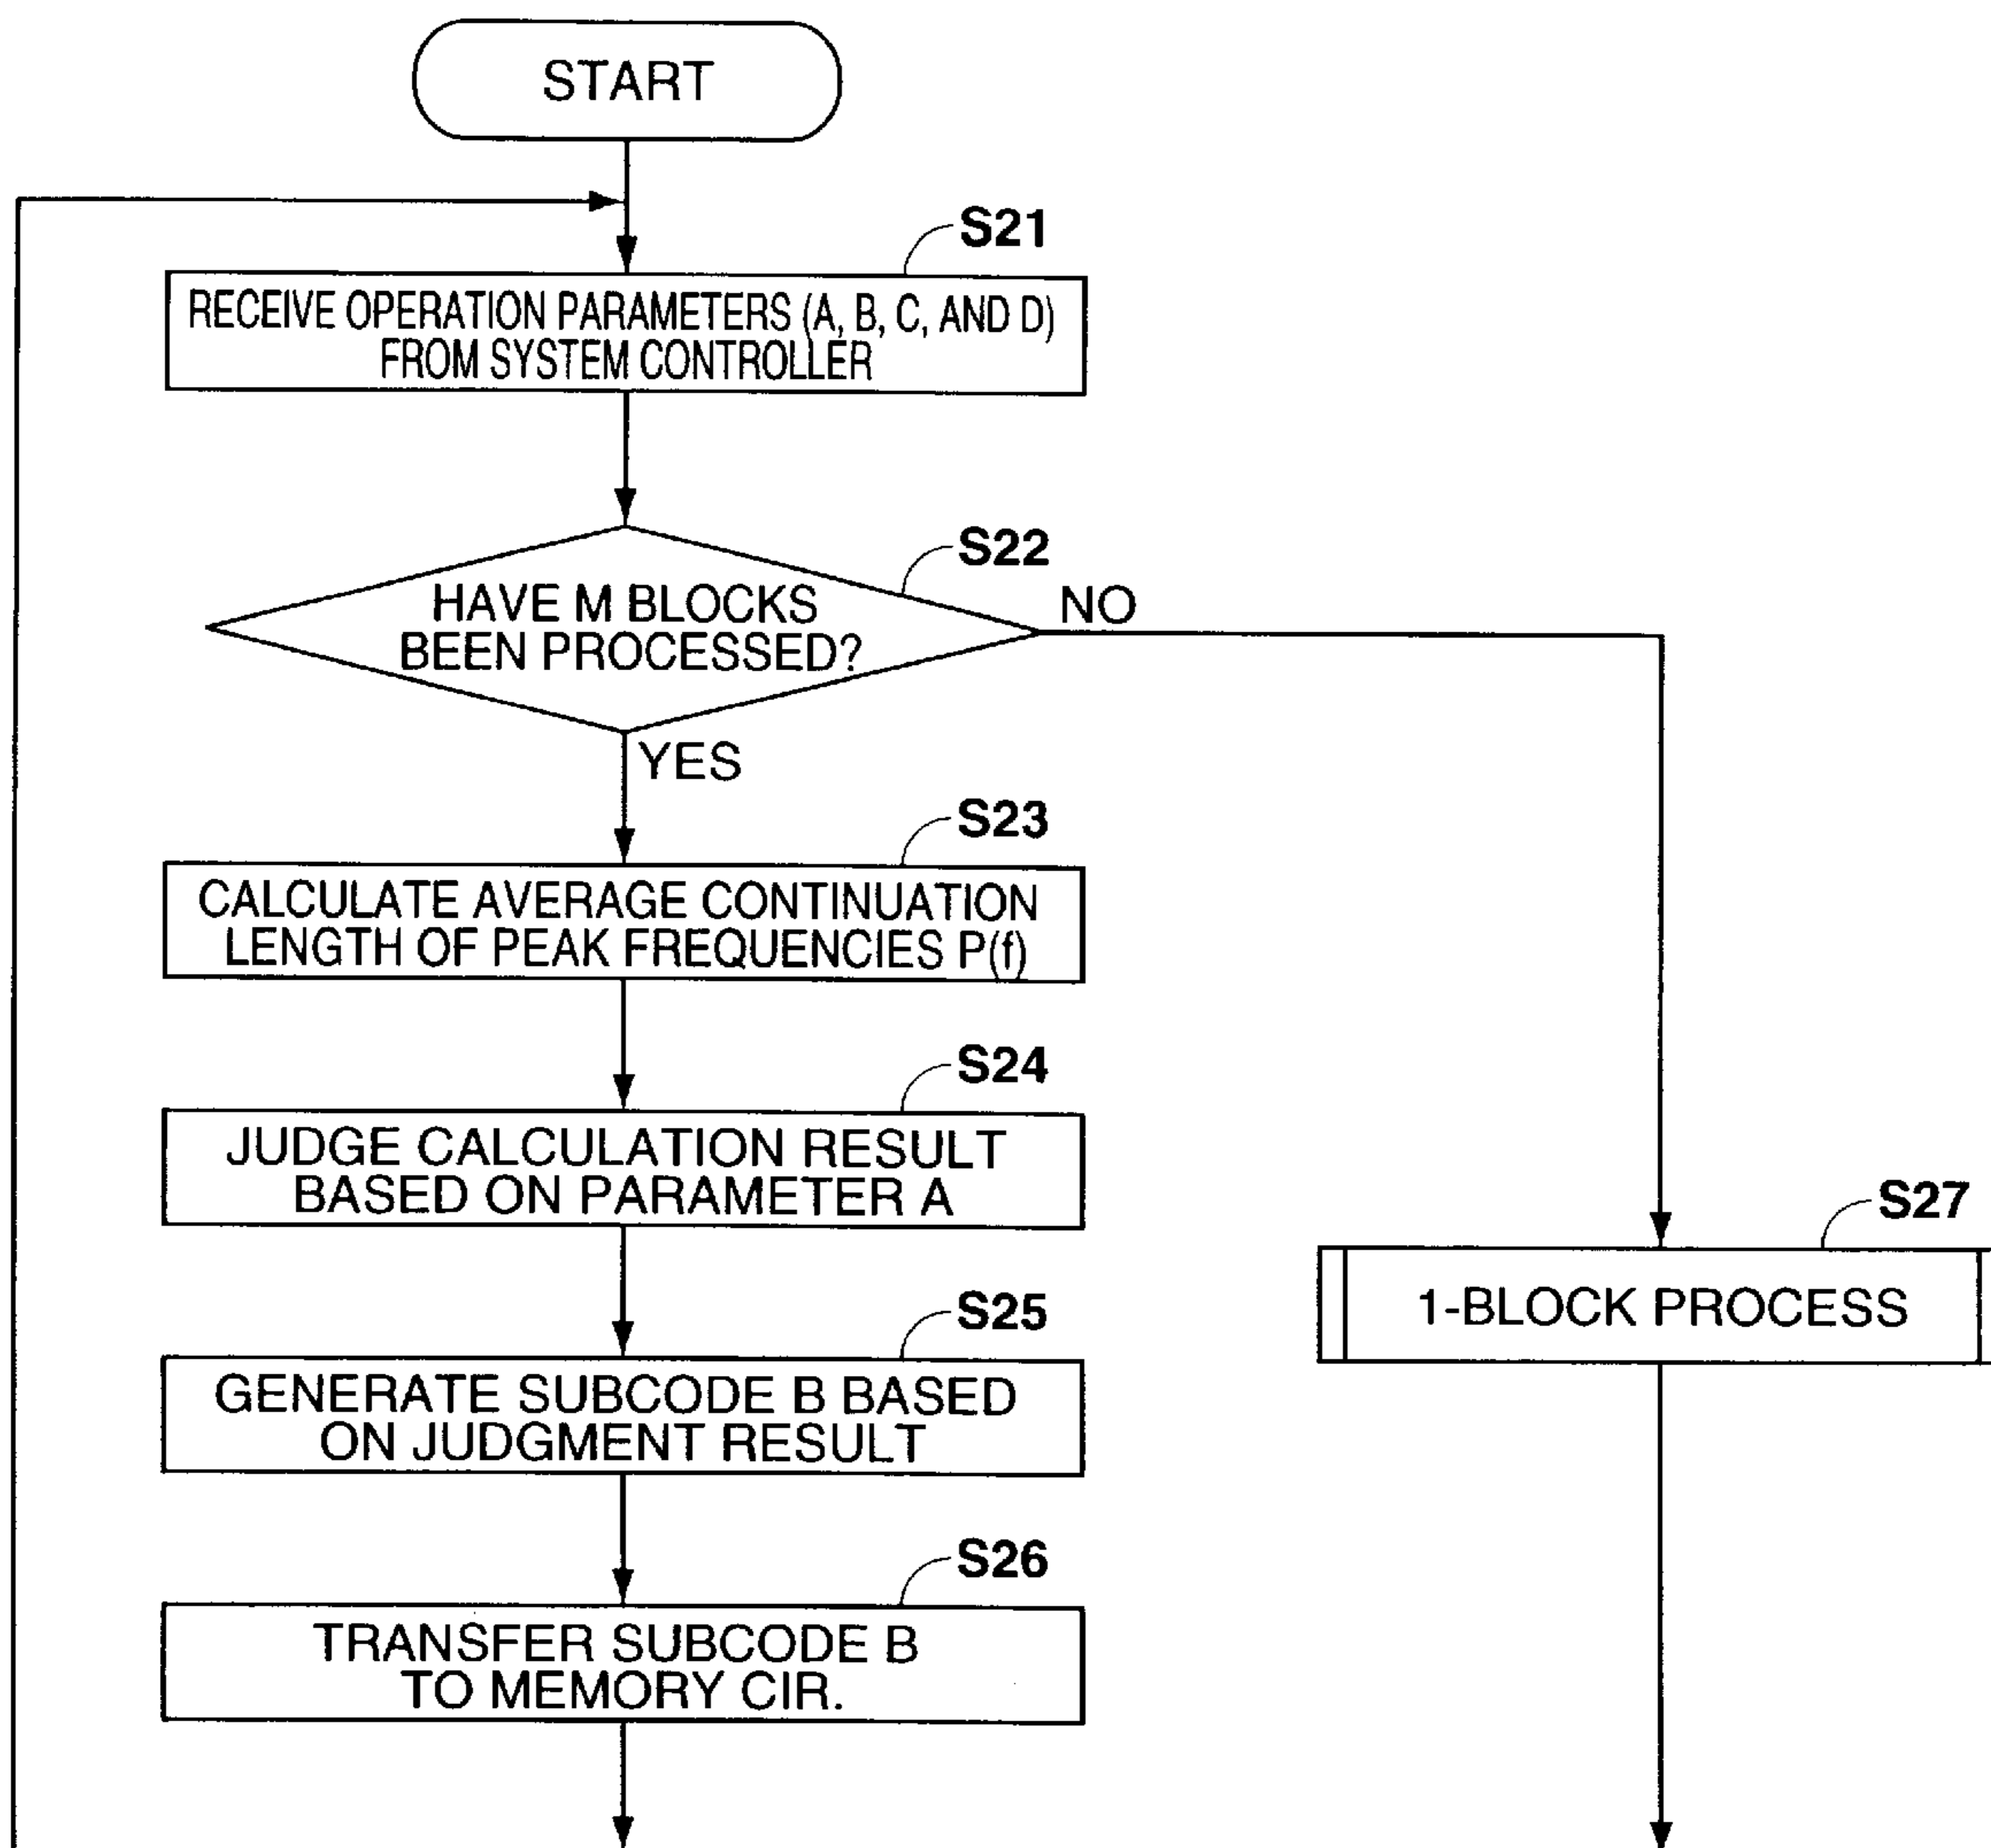 START
S21
RECEIVE OPERATION PARAMETERS (A, B, C, AND D)
FROM SYSTEM CONTROLLER
S22
HAVE M BLOCKS
BEEN PROCESSED?
NO
YES
S23
CALCULATE AVERAGE CONTINUATION
LENGTH OF PEAK FREQUENCIES P(f)
S24
JUDGE CALCULATION RESULT
BASED ON PARAMETER A
S27
1-BLOCK PROCESS
S25
GENERATE SUBCODE B BASED
ON JUDGMENT RESULT
S26
TRANSFER SUBCODE B
TO MEMORY CIR.